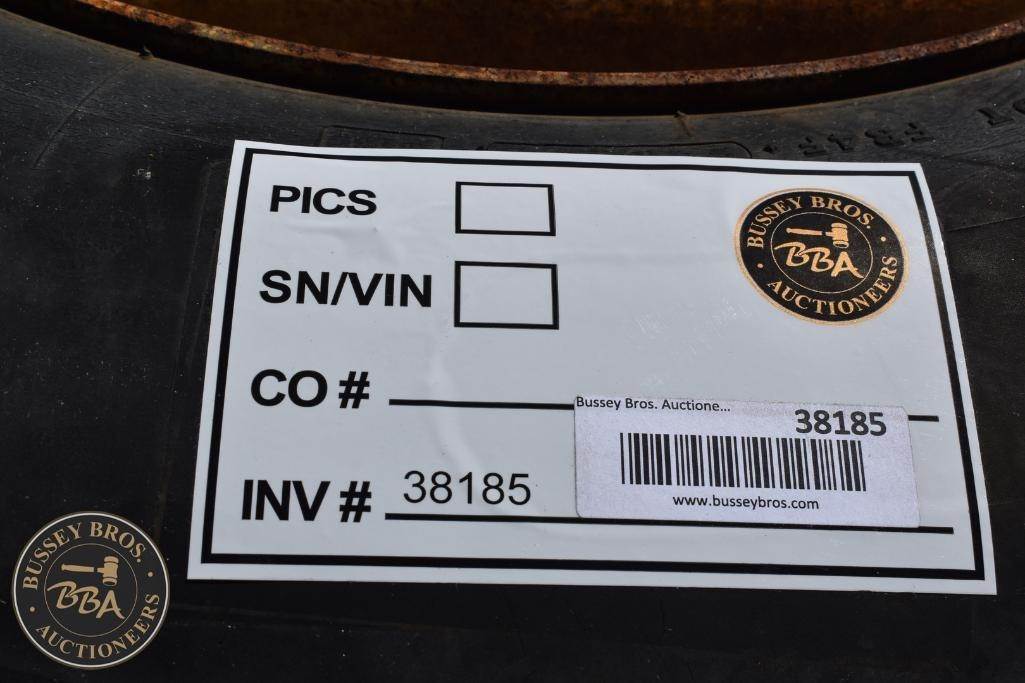 PICS
BUSSEY BROS.
BBA
AUCTIONEERS
SN/VIN
CO #
Bussey Bros. Auctione...
38185
www.busseybros.com
INV # 38185
BUSSEY BROS.
BBA
AUCTIONEERS